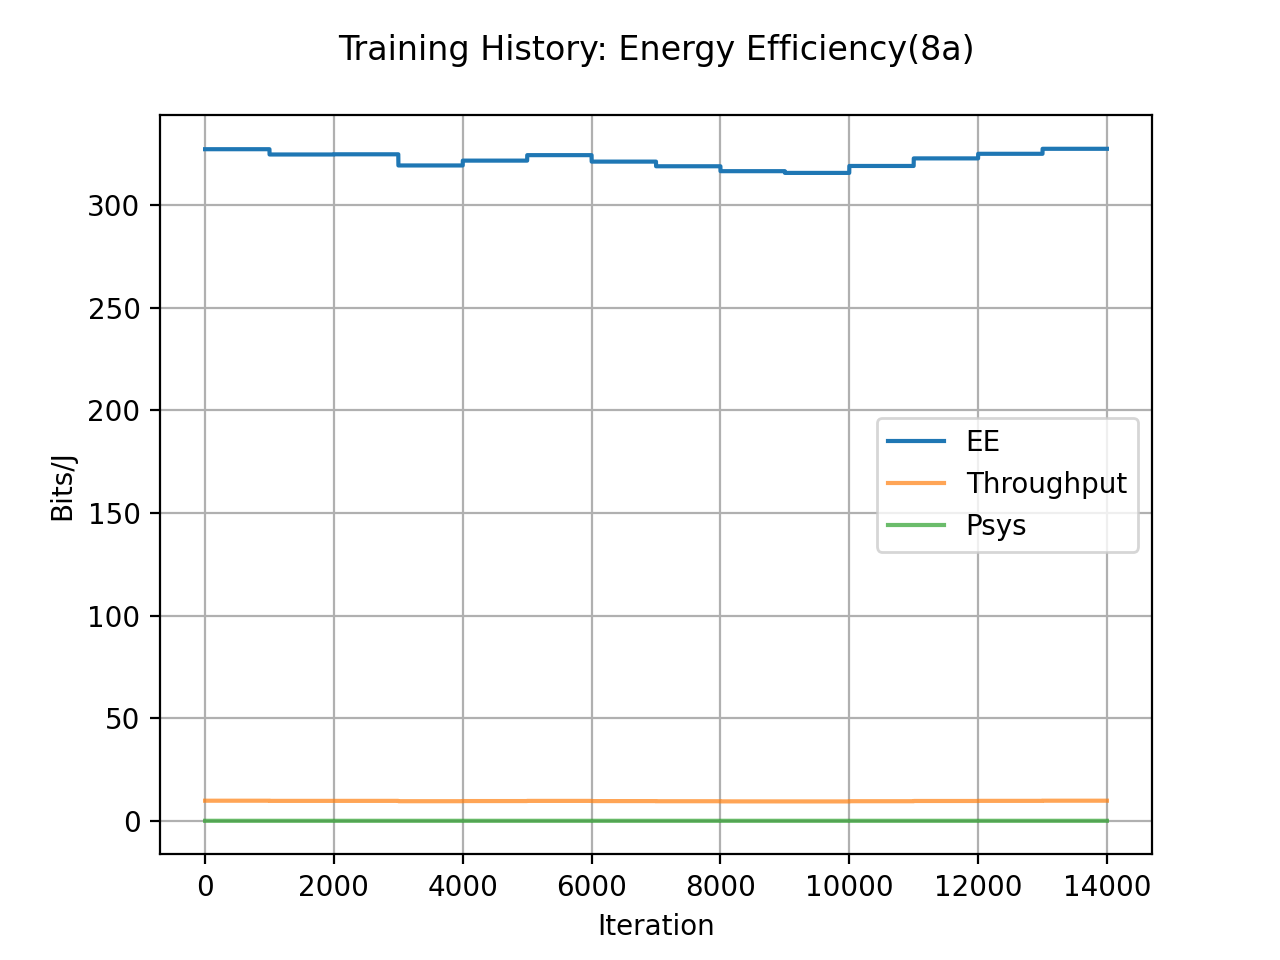 Training History: Energy Efficiency(8a)
Bits/J
300
250
200
150
100
50
0
EE
Throughput
Psys
0 2000 4000 6000 8000 10000 12000 14000
Iteration